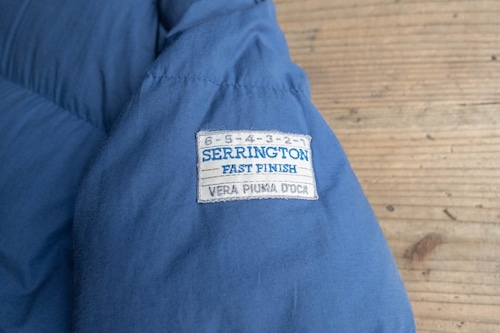 6-5-4-3-2-1
SERRINGTON
FAST FINISH
VERA PIUMA D'OCA